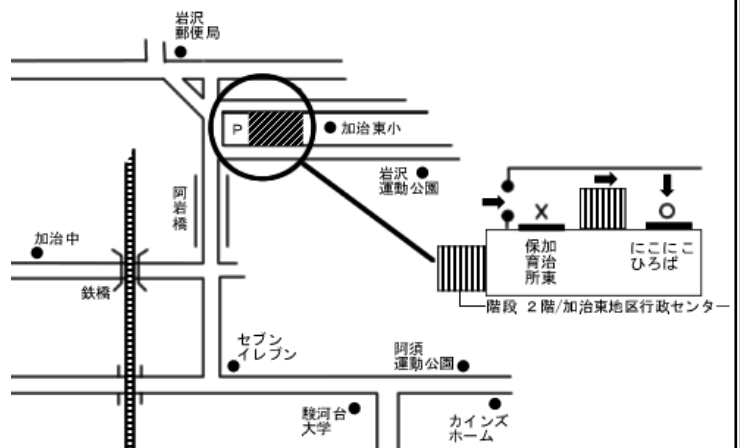 岩沢
郵便局
P
加治東小
岩沢
運動公園
阿岩橋
加治中
鉄橋
X
○
加治東
保育所
にこにこ
ひろば
階段 2階/加治東地区行政センター
セブン
イレブン
阿須
運動公園
駿河台
大学
カインズ
ホーム